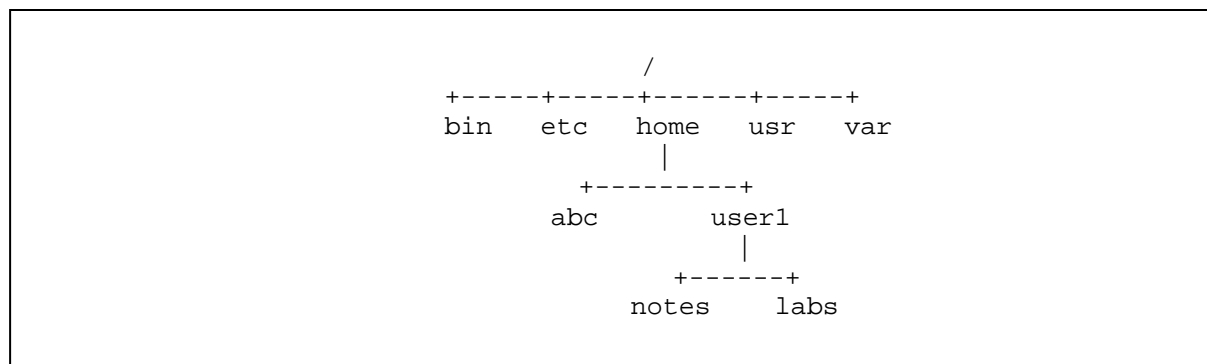 /
+-----+-----+------+-----+
bin etc home usr var
|
+---------+
abc user1
|
+------+
notes labs